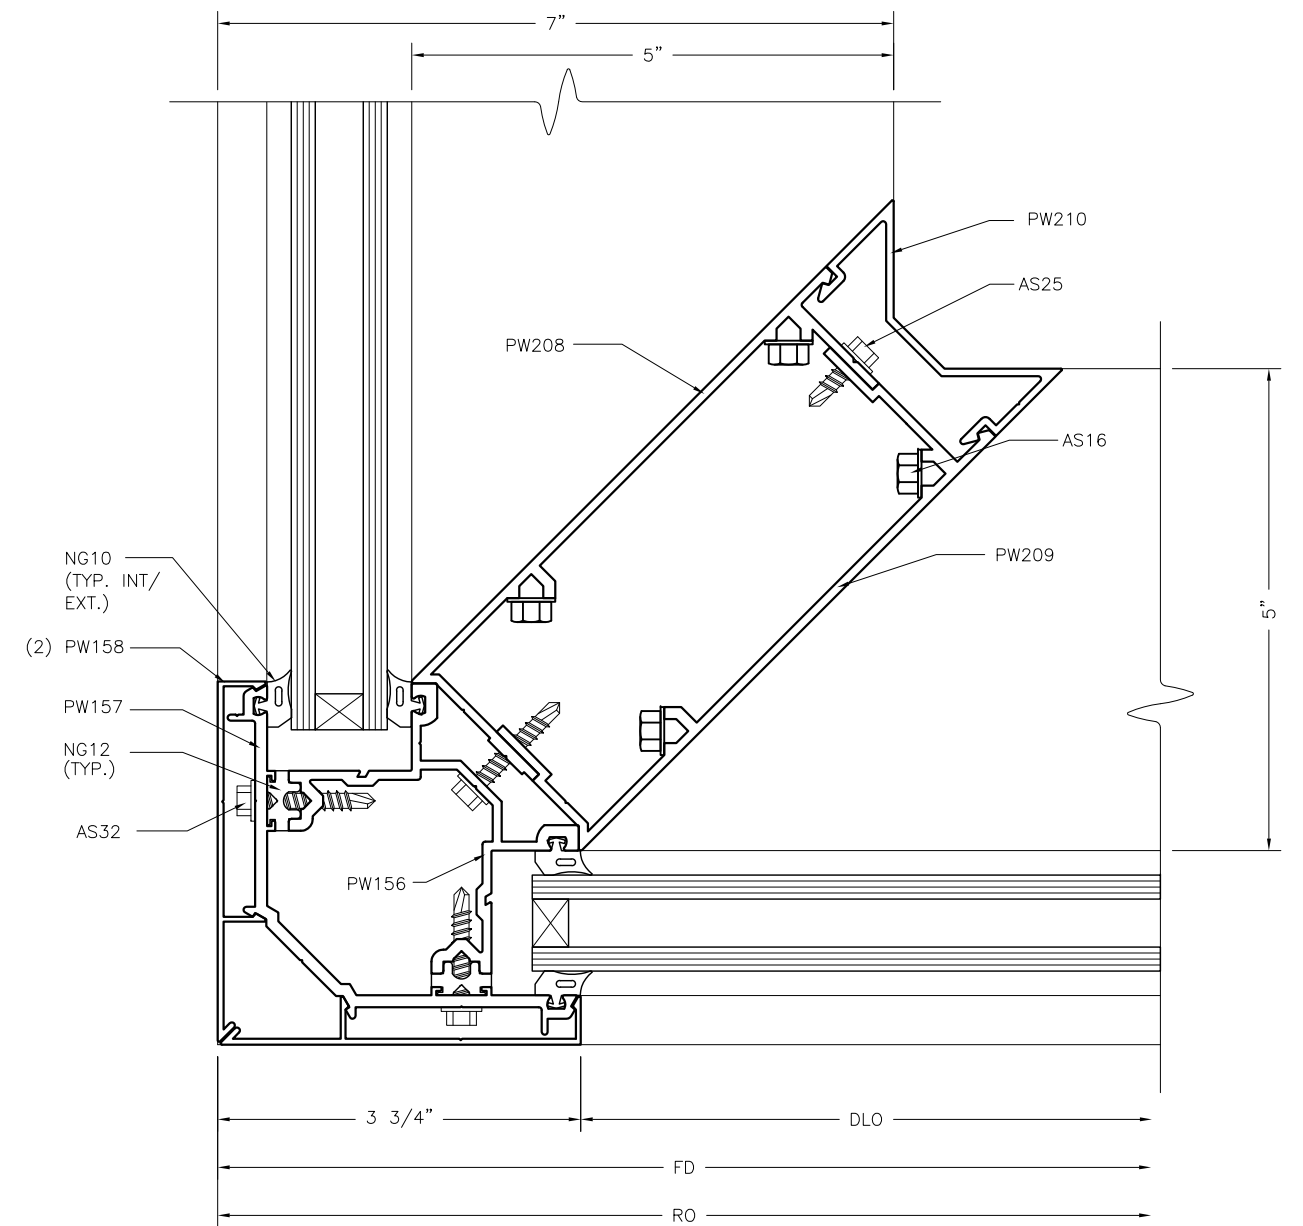 7”
5”
PW210
AS25
PW208
AS16
NG10
(TYP. INT/
EXT.)
PW209
5”
(2) PW158
PW157
NG12
(TYP.)
AS32
PW156
3 3/4”
DLO
FD
RO